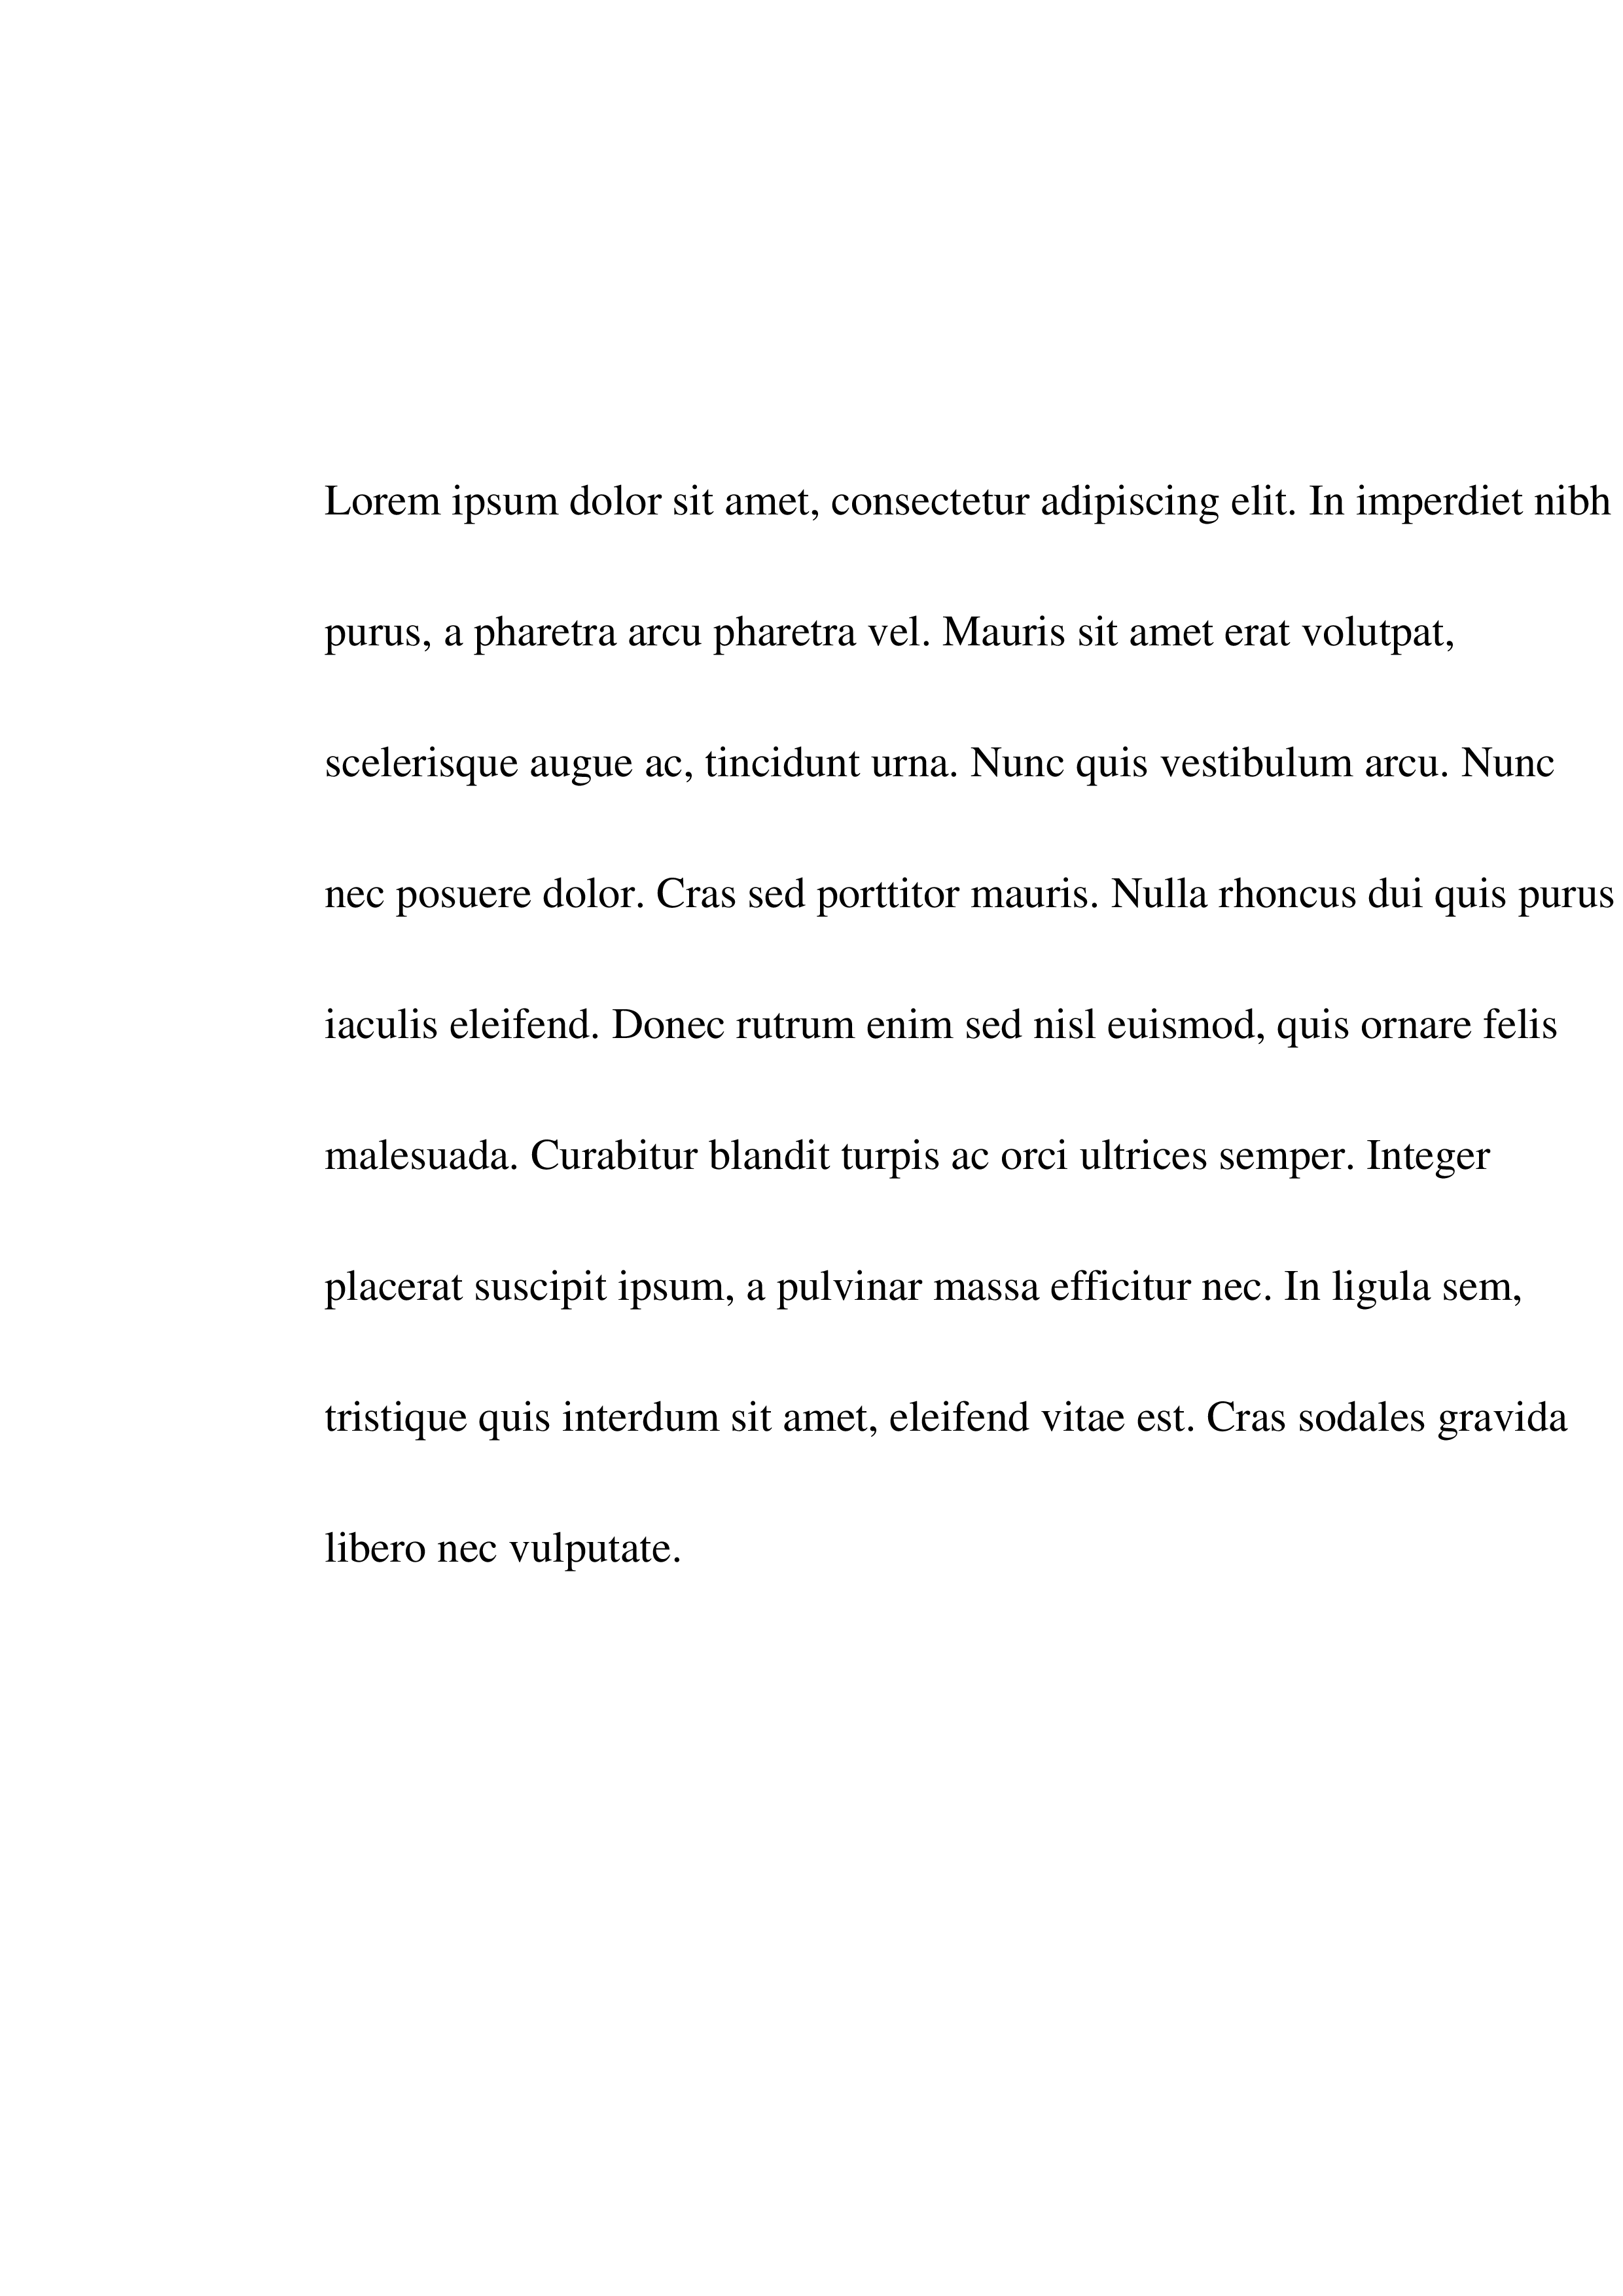 Lorem ipsum dolor sit amet, consectetur adipiscing elit. In imperdiet nibh
purus, a pharetra arcu pharetra vel. Mauris sit amet erat volutpat,
scelerisque augue ac, tincidunt urna. Nunc quis vestibulum arcu. Nunc
nec posuere dolor. Cras sed porttitor mauris. Nulla rhoncus dui quis purus
iaculis eleifend. Donec rutrum enim sed nisl euismod, quis ornare felis
malesuada. Curabitur blandit turpis ac orci ultrices semper. Integer
placerat suscipit ipsum, a pulvinar massa efficitur nec. In ligula sem,
tristique quis interdum sit amet, eleifend vitae est. Cras sodales gravida
libero nec vulputate.